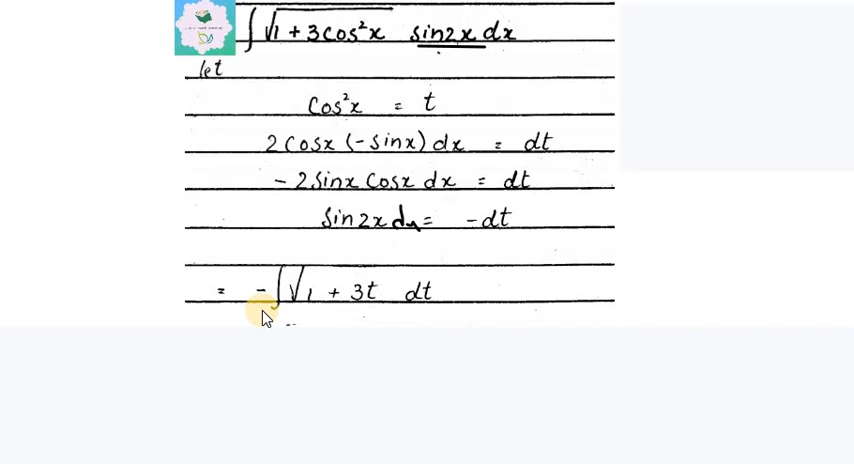 ∫ √1 + 3cos²x sin2x dx
let
Cos²x = t
2 Cosx (- sinx) dx = dt
- 2 sinx Cosx dx = dt
sin2x dx = - dt
= - ∫ √1 + 3t dt